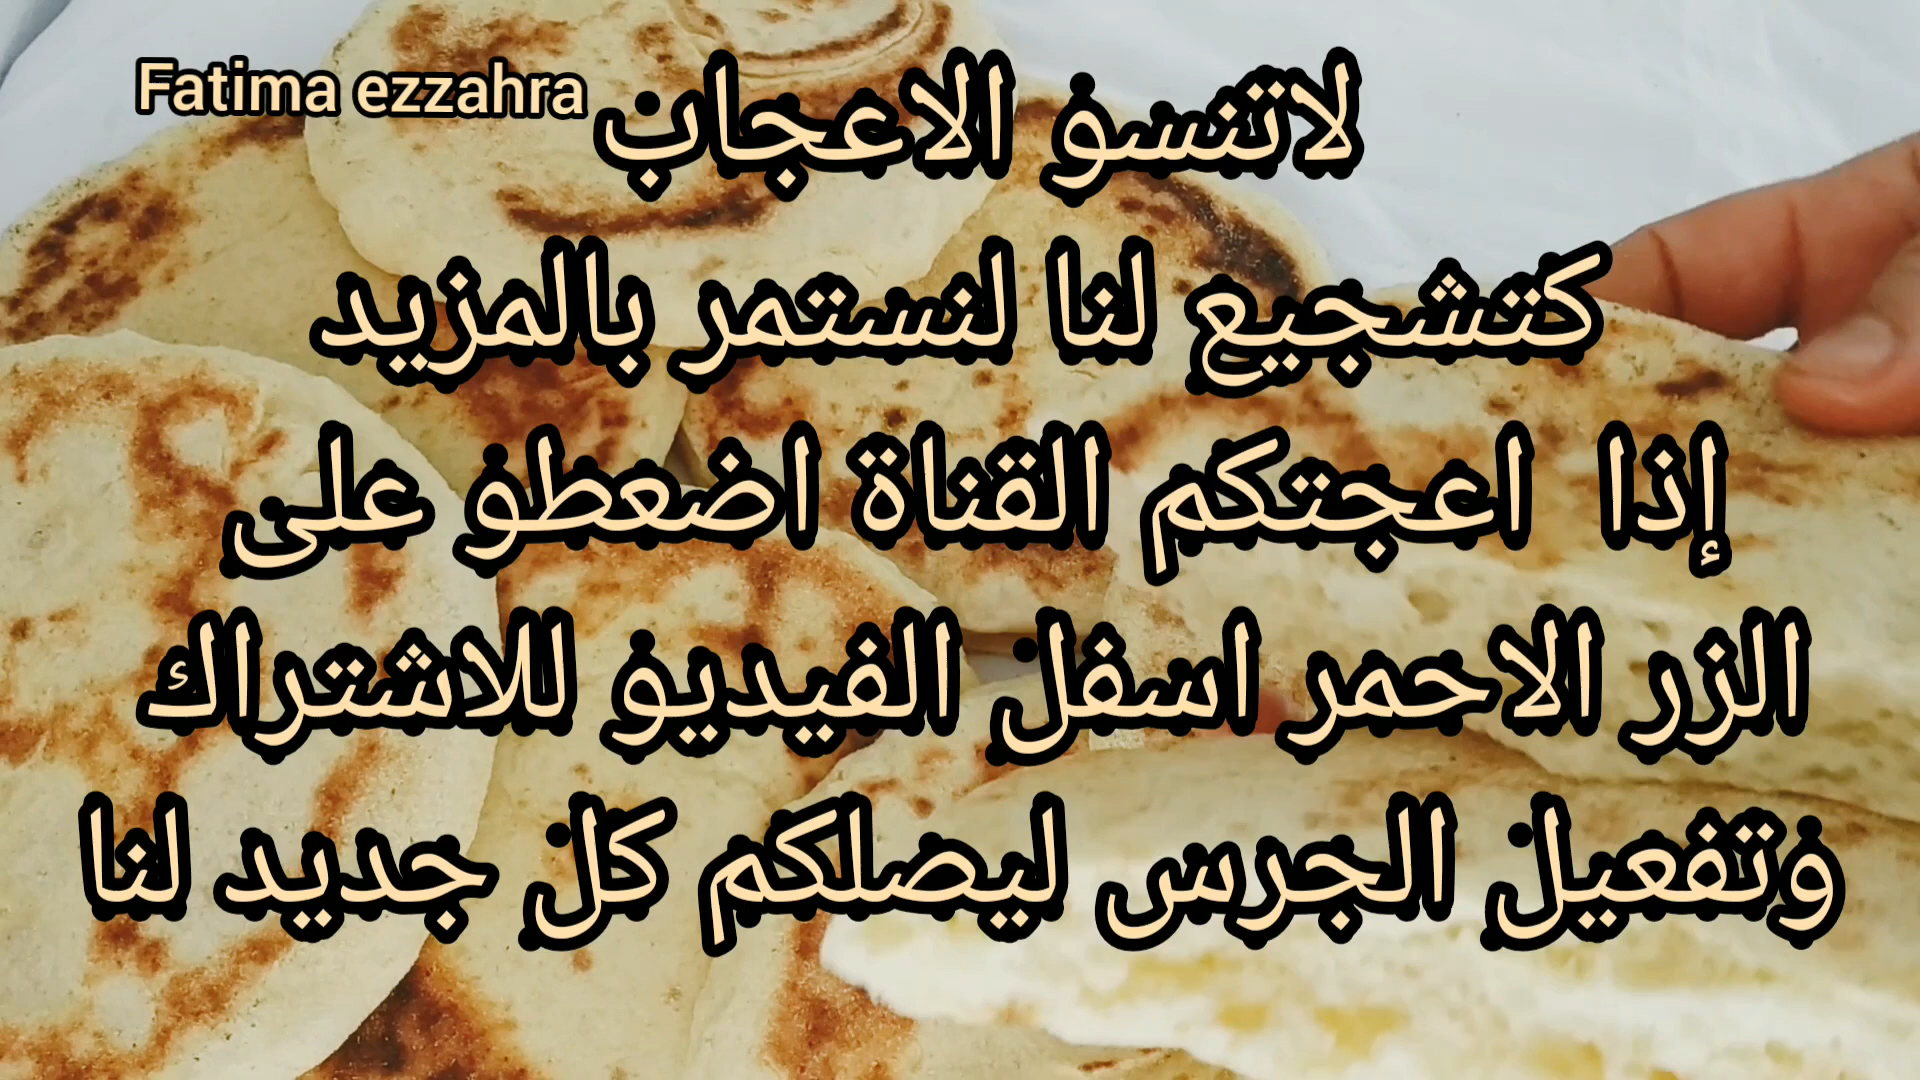 Fatima ezzahra
لاتنسو الاعجاب
كتشجيع لنا لنستمر بالمزيد
إذا اعجتكم القناة اضعطو على
الزر الاحمر اسفل الفيديو للاشتراك
وتفعيل الجرس ليصلكم كل جديد لنا